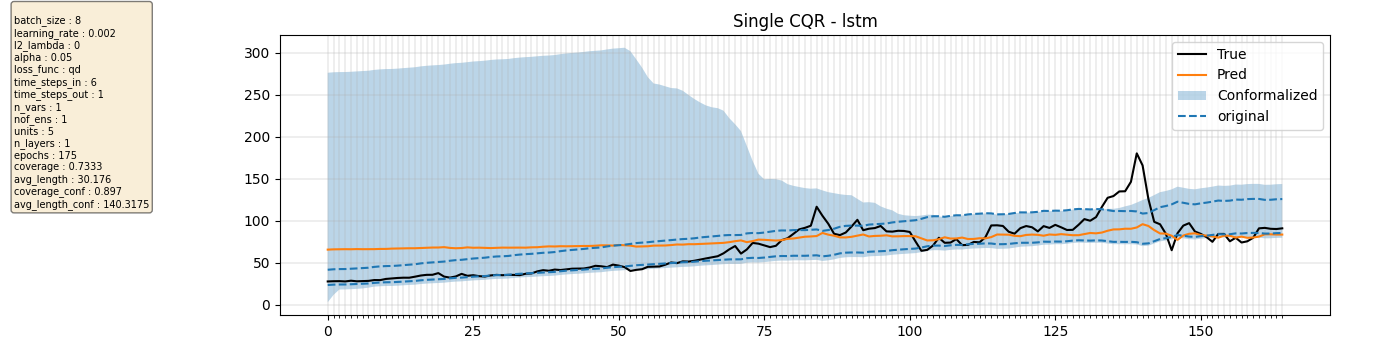 batch_size : 8
learning_rate : 0.002
l2_lambda : 0
alpha : 0.05
loss_func : qd
time_steps_in : 6
time_steps_out : 1
n_vars : 1
nof_ens : 1
units : 5
n_layers : 1
epochs : 175
coverage : 0.7333
avg_length : 30.176
coverage_conf : 0.897
avg_length_conf : 140.3175
Single CQR - lstm
300
250
200
150
100
50
0
True
Pred
Conformalized
original
0 25 50 75 100 125 150